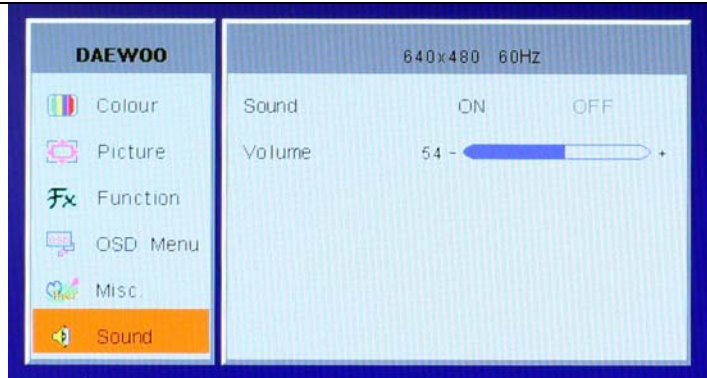 DAEWOO
Colour
Picture
Function
OSD Menu
Misc.
Sound
640x480 60Hz
Sound ON OFF
Volume 54 - +